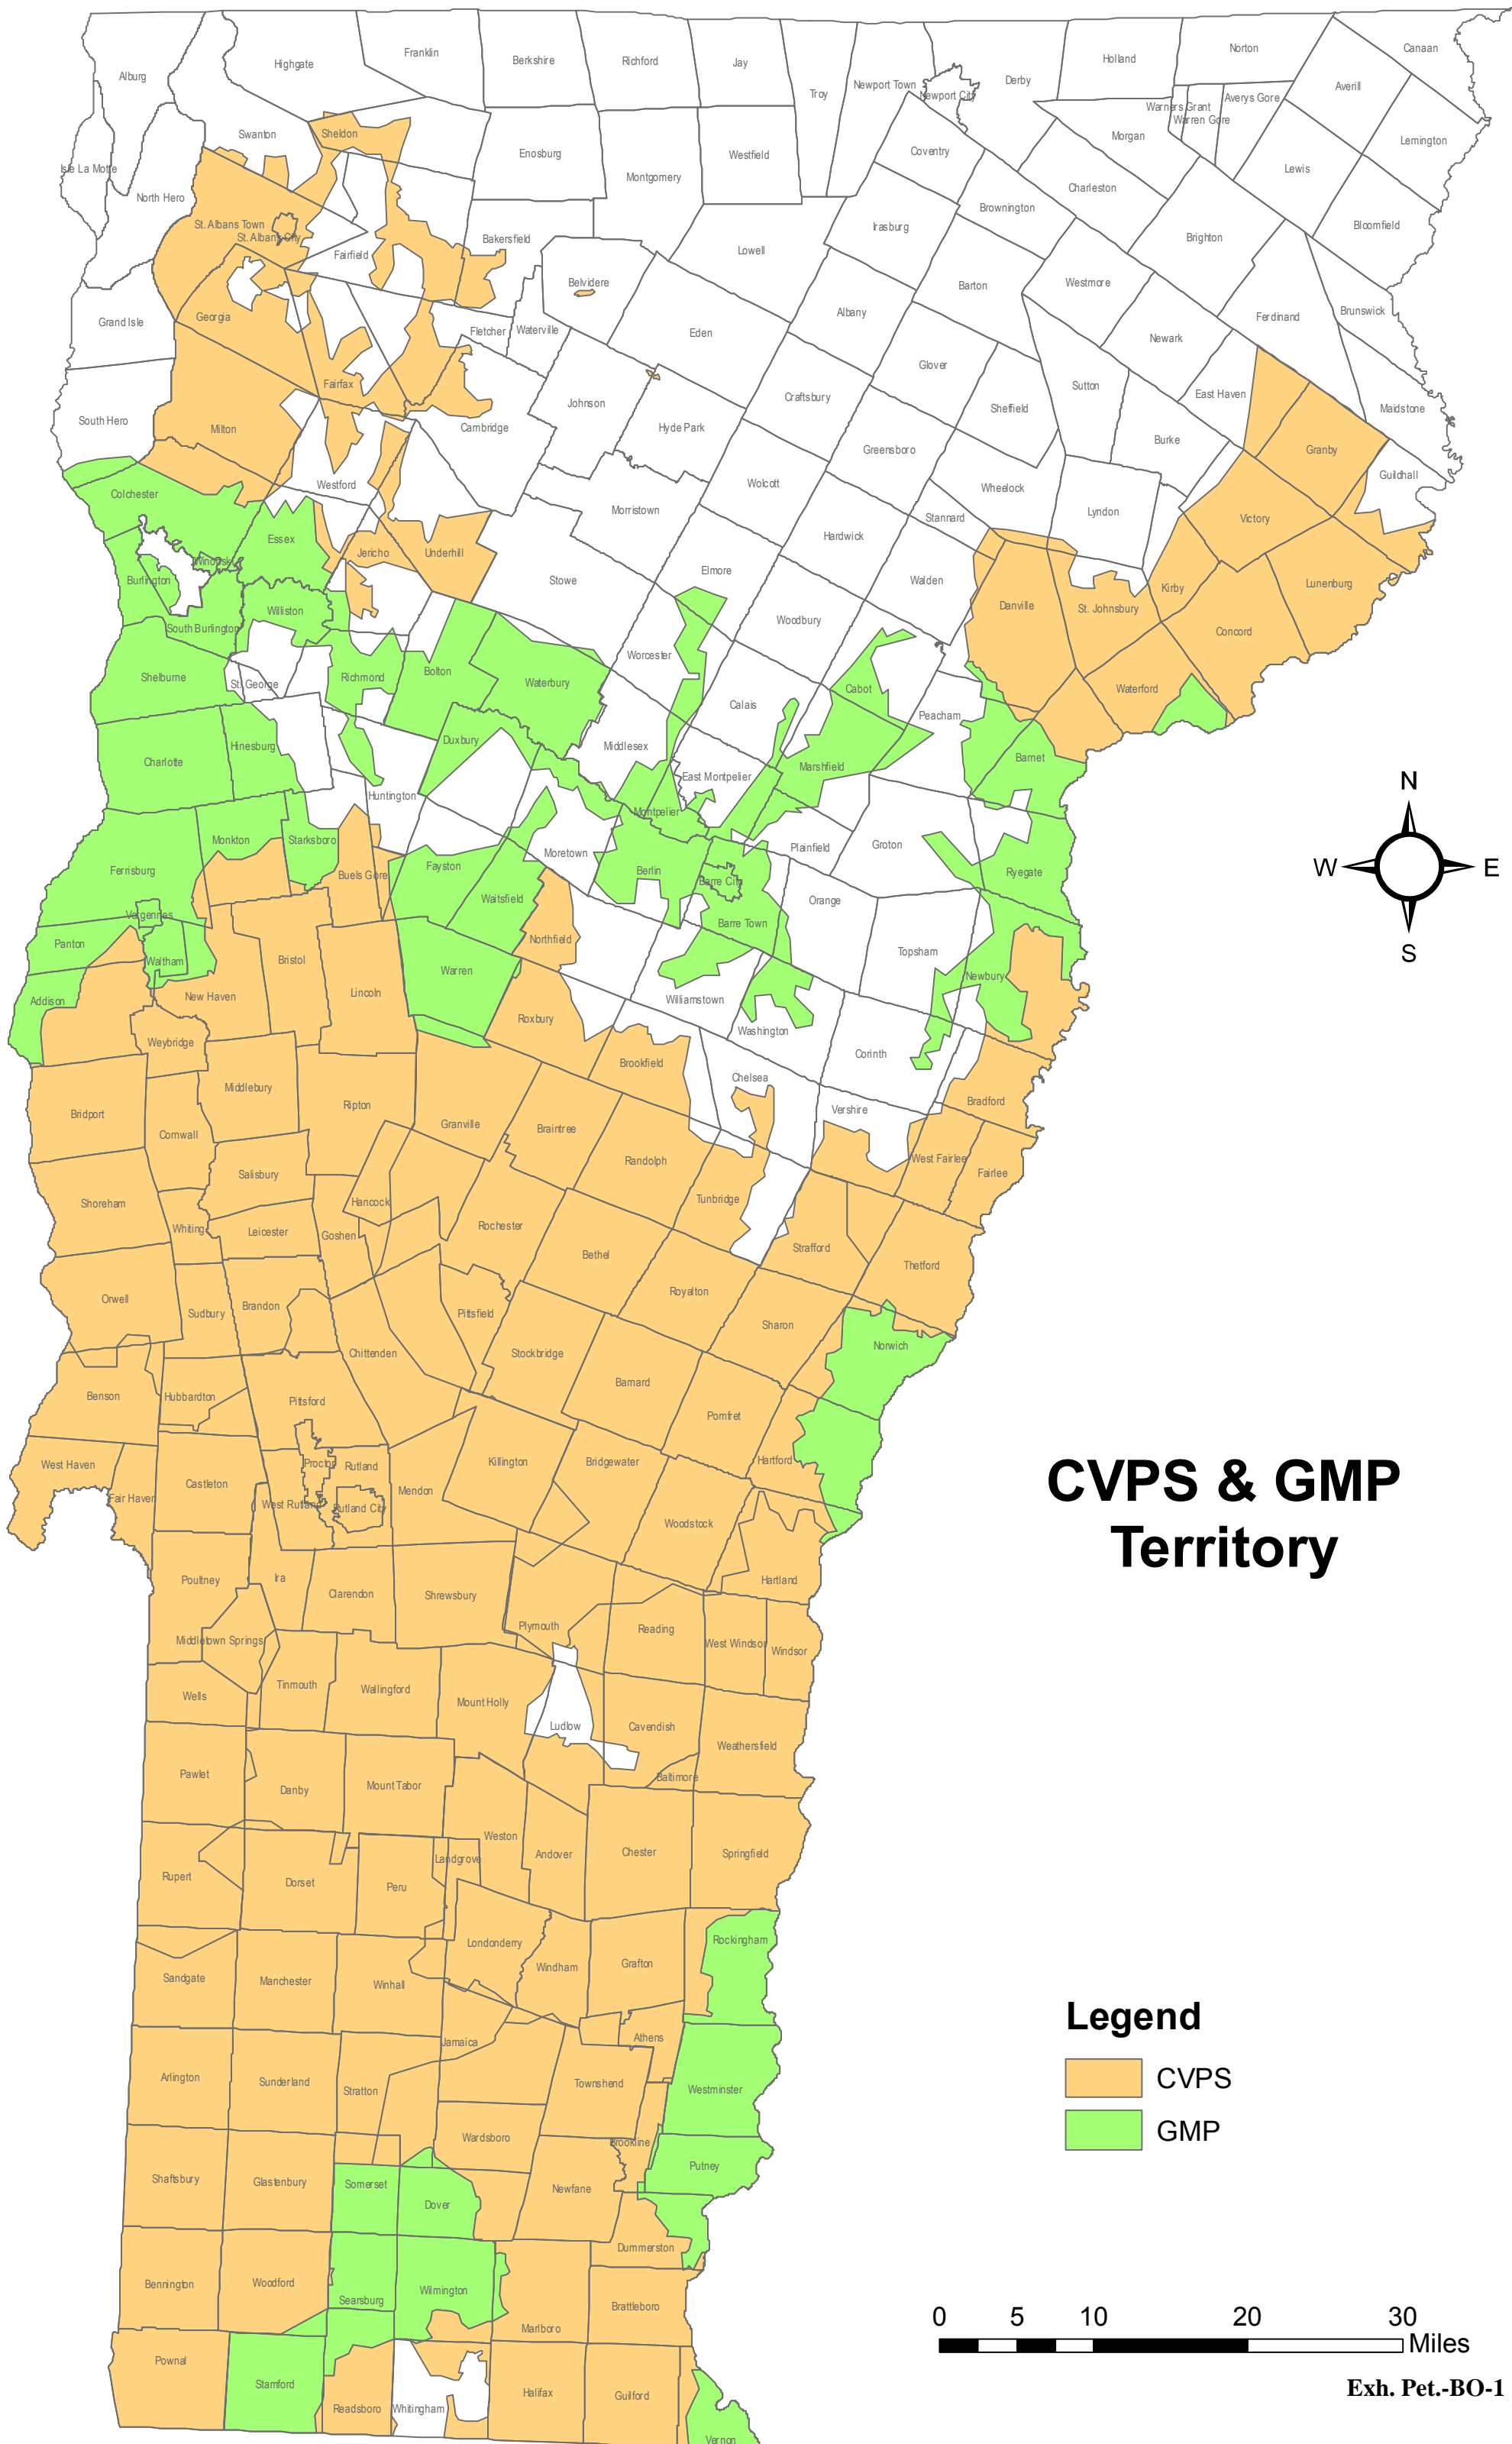 Alburg
Highgate
Franklin
Berkshire
Richford
Jay
Troy
Newport Town
Newport City
Derby
Holland
Norton
Canaan
Averill
Averys Gore
Warners Grant
Warren Gore
Morgan
Lemington
Lewis
Swanton
Sheldon
Enosburg
Montgomery
Westfield
Coventry
Charleston
Isle La Motte
North Hero
Brownington
Brighton
Bloomfield
St. Albans Town
St. Albans City
Fairfield
Bakersfield
Lowell
Irasburg
Belvidere
Barton
Westmore
Ferdinand
Brunswick
Grand Isle
Georgia
Fletcher
Waterville
Eden
Albany
Newark
Fairfax
Johnson
Craftsbury
Glover
Sutton
East Haven
Sheffield
Maidstone
South Hero
Milton
Cambridge
Hyde Park
Greensboro
Burke
Granby
Guildhall
Westford
Colchester
Wolcott
Wheelock
Morristown
Stannard
Lyndon
Victory
Essex
Jericho
Underhill
Hardwick
Winooski
Burlington
Stowe
Elmore
Walden
Kirby
Lunenburg
Williston
Danville
St. Johnsbury
South Burlington
Woodbury
Concord
Worcester
Shelburne
St. George
Richmond
Bolton
Waterbury
Cabot
Waterford
Calais
Peacham
Hinesburg
Duxbury
Middlesex
Charlotte
East Montpelier
Marshfield
Barnet
Huntington
Montpelier
Monkton
Starksboro
Plainfield
Groton
Moretown
Ferrisburg
Buels Gore
Fayston
Berlin
Barre City
Ryegate
Waitsfield
Orange
Vergennes
Barre Town
Panton
Northfield
Waltham
Bristol
Topsham
Warren
Newbury
Addison
New Haven
Lincoln
Williamstown
Roxbury
Washington
Weybridge
Corinth
Brookfield
Middlebury
Chelsea
Bridport
Ripton
Vershire
Bradford
Cornwall
Granville
Braintree
Randolph
West Fairlee
Fairlee
Salisbury
Shoreham
Hancock
Tunbridge
Whiting
Leicester
Goshen
Rochester
Bethel
Strafford
Thetford
Orwell
Sudbury
Brandon
Pittsfield
Royalton
Sharon
Norwich
Chittenden
Stockbridge
Barnard
Benson
Hubbardton
Pittsford
Pomfret
West Haven
Castleton
Proctor
Rutland
Killington
Bridgewater
Hartford
Fair Haven
West Rutland
Rutland City
Mendon
Woodstock
Poultney
Ira
Clarendon
Shrewsbury
Hartland
Plymouth
Reading
Middletown Springs
West Windsor
Windsor
Wells
Tinmouth
Wallingford
Mount Holly
Ludlow
Cavendish
Weathersfield
Pawlet
Danby
Mount Tabor
Baltimore
Weston
Andover
Chester
Springfield
Landgrove
Rupert
Dorset
Peru
Londonderry
Rockingham
Windham
Grafton
Sandgate
Manchester
Winhall
Jamaica
Athens
Arlington
Sunderland
Stratton
Townshend
Westminster
Wardsboro
Brookline
Shaftsbury
Glastenbury
Somerset
Putney
Newfane
Dover
Dummerston
Bennington
Woodford
Searsburg
Wilmington
Brattleboro
Marlboro
Pownal
Stamford
Readsboro
Whitingham
Halifax
Guilford
Vernon
N
W
E
S
CVPS & GMP
Territory
Legend
CVPS
GMP
0 5 10 20 30
Miles
Exh. Pet.-BO-1